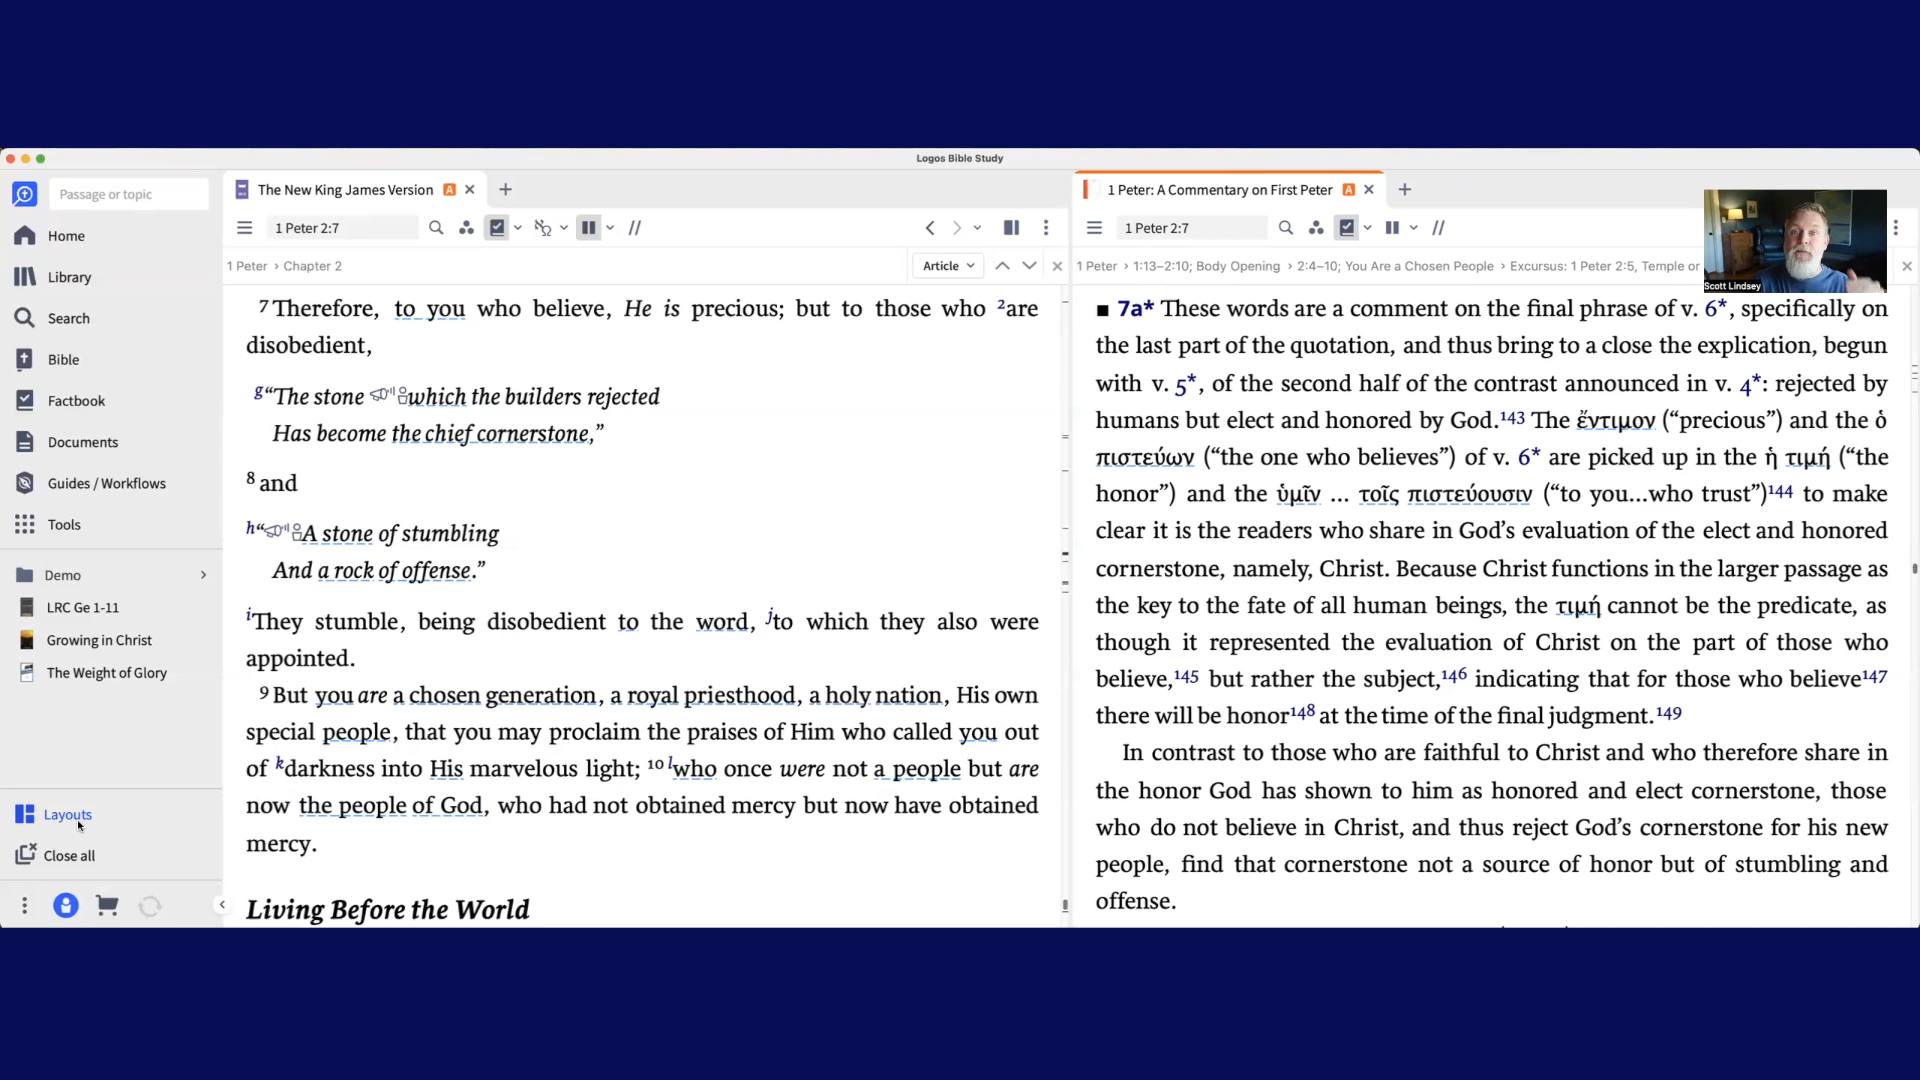 Logos Bible Study
Passage or topic
Home
Library
Search
Bible
Factbook
Documents
Guides / Workflows
Tools
Demo
LRC Ge 1-11
Growing in Christ
The Weight of Glory
Layouts
Close all
The New King James Version A
1 Peter 2:7
1 Peter › Chapter 2
Article
7 Therefore, to you who believe, He is precious; but to those who 2are
disobedient,
g“The stone which the builders rejected
Has become the chief cornerstone,”
8 and
h“A stone of stumbling
And a rock of offense.”
iThey stumble, being disobedient to the word, jto which they also were
appointed.
9 But you are a chosen generation, a royal priesthood, a holy nation, His own
special people, that you may proclaim the praises of Him who called you out
of kdarkness into His marvelous light; 10 lwho once were not a people but are
now the people of God, who had not obtained mercy but now have obtained
mercy.
Living Before the World
1 Peter: A Commentary on First Peter A
1 Peter 2:7
1 Peter › 1:13–2:10; Body Opening › 2:4–10; You Are a Chosen People › Excursus: 1 Peter 2:5, Temple or
Scott Lindsey
■ 7a* These words are a comment on the final phrase of v. 6*, specifically on
the last part of the quotation, and thus bring to a close the explication, begun
with v. 5*, of the second half of the contrast announced in v. 4*: rejected by
humans but elect and honored by God.143 The ἔντιμον (“precious”) and the ὁ
πιστεύων (“the one who believes”) of v. 6* are picked up in the ἡ τιμή (“the
honor”) and the ὑμῖν … τοῖς πιστεύουσιν (“to you…who trust”)144 to make
clear it is the readers who share in God’s evaluation of the elect and honored
cornerstone, namely, Christ. Because Christ functions in the larger passage as
the key to the fate of all human beings, the τιμή cannot be the predicate, as
though it represented the evaluation of Christ on the part of those who
believe,145 but rather the subject,146 indicating that for those who believe147
there will be honor148 at the time of the final judgment.149
In contrast to those who are faithful to Christ and who therefore share in
the honor God has shown to him as honored and elect cornerstone, those
who do not believe in Christ, and thus reject God’s cornerstone for his new
people, find that cornerstone not a source of honor but of stumbling and
offense.